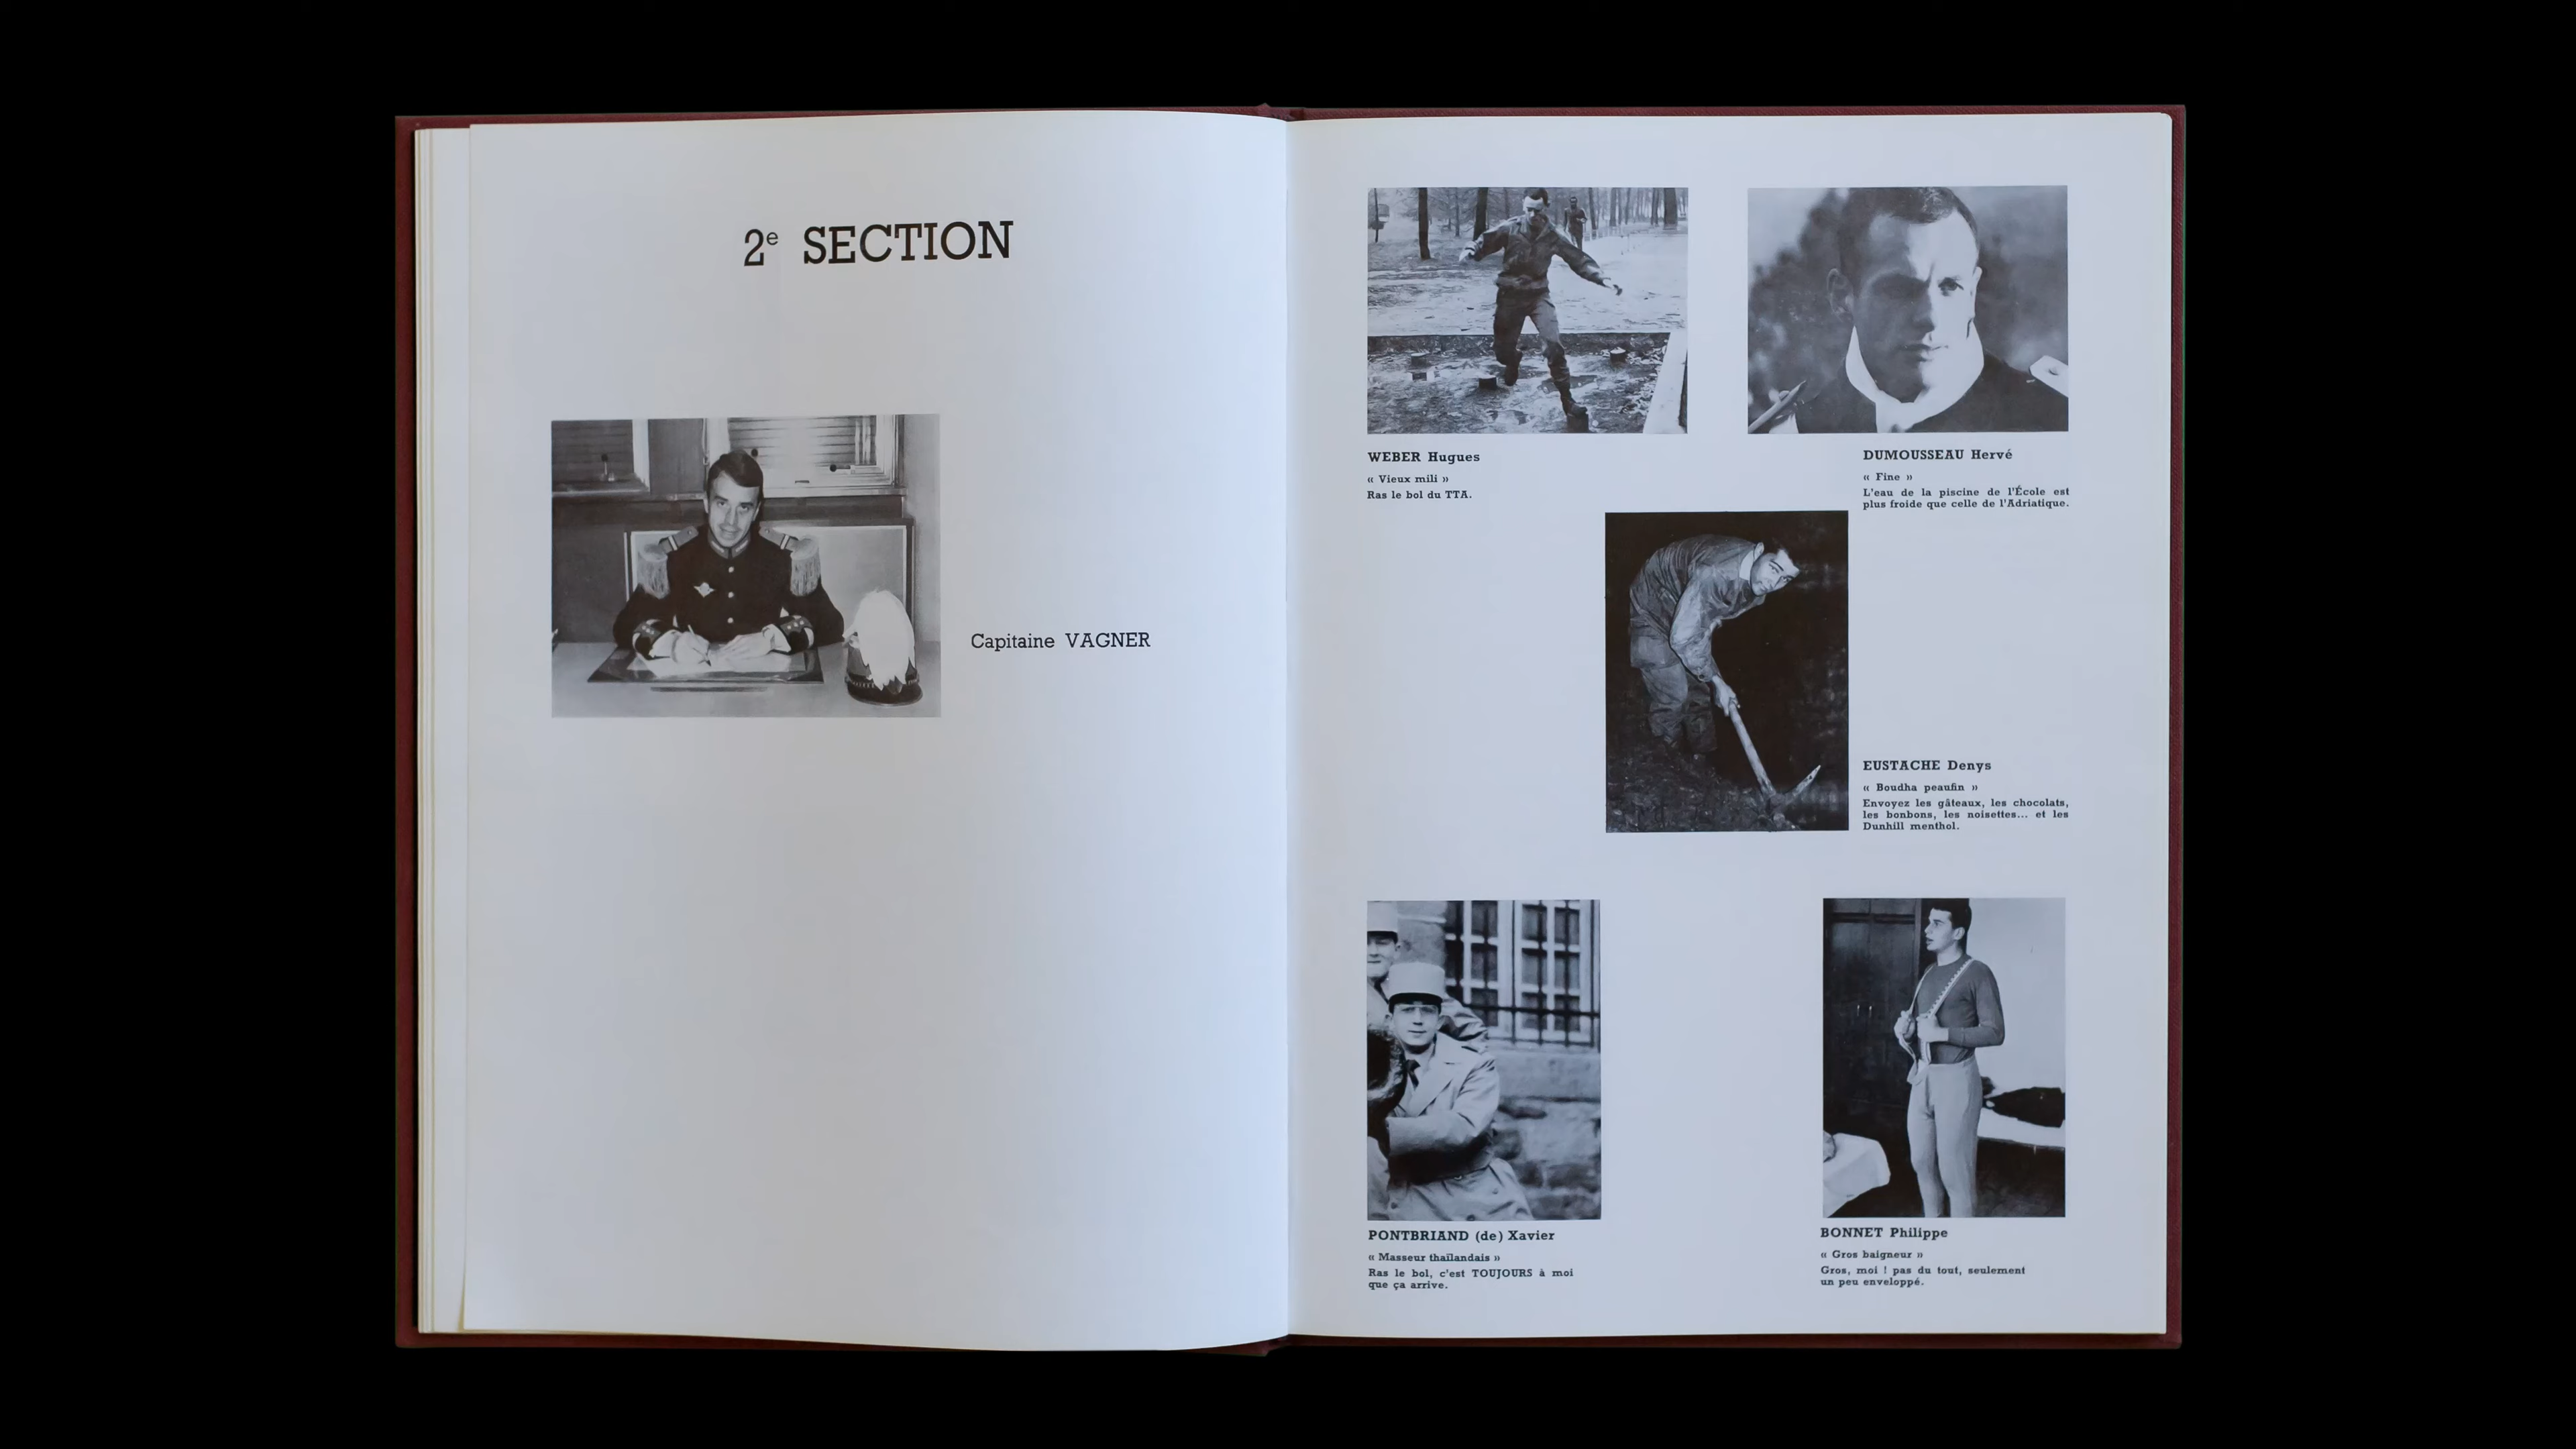 2e SECTION
Capitaine VAGNER
WEBER Hugues
« Vieux mili »
Ras le bol du TTA.
DUMOUSSEAU Hervé
« Fine »
L'eau de la piscine de l'École est
plus froide que celle de l'Adriatique.
EUSTACHE Denys
« Boudha peaufin »
Envoyez les gâteaux, les chocolats,
les bonbons, les noisettes... et les
Dunhill menthol.
PONTBRIAND (de) Xavier
« Masseur thaïlandais »
Ras le bol, c'est TOUJOURS à moi
que ça arrive.
BONNET Philippe
« Gros baigneur »
Gros, moi ! pas du tout, seulement
un peu enveloppé.